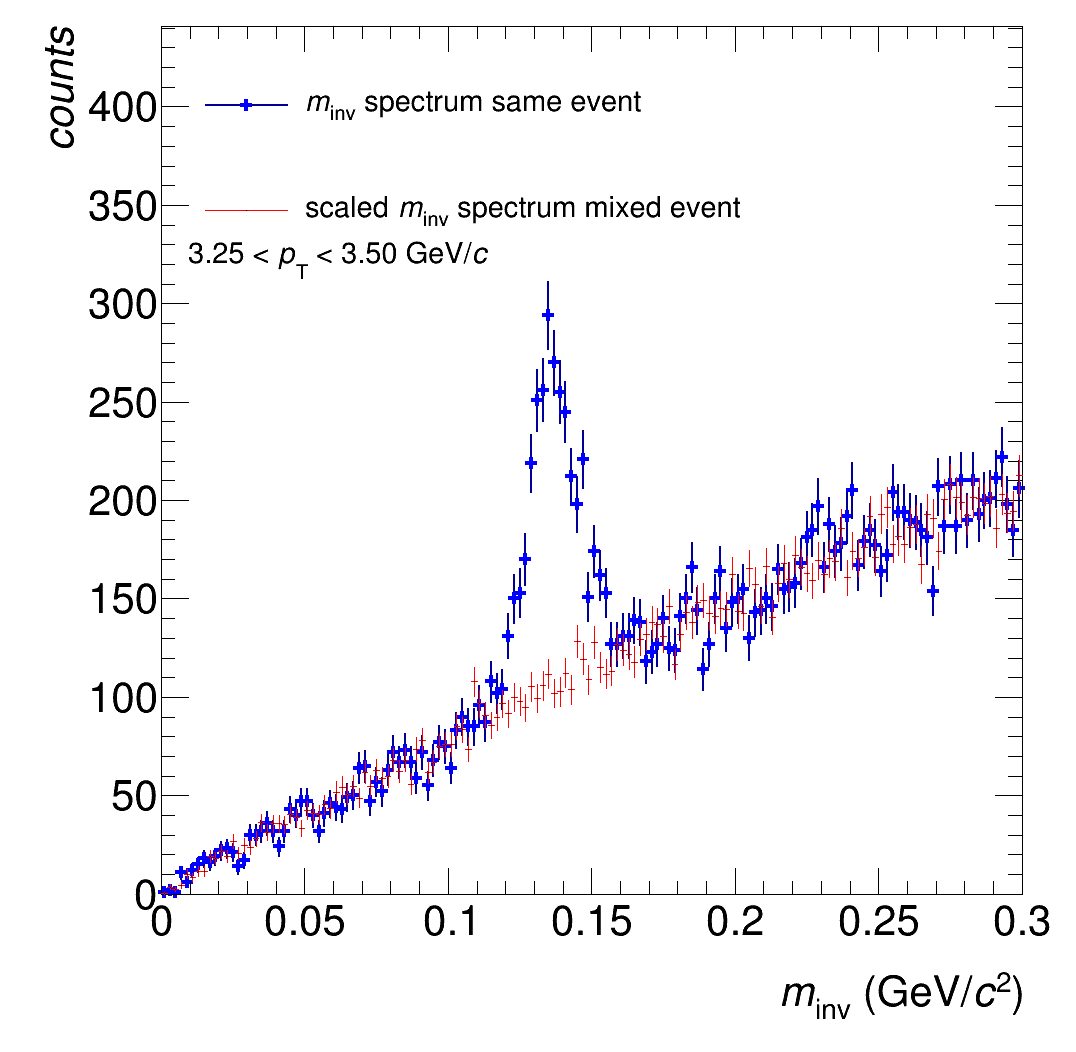 counts
400
350
300
250
200
150
100
50
0
m_inv spectrum same event
scaled m_inv spectrum mixed event
3.25 < p_T < 3.50 GeV/c
0 0.05 0.1 0.15 0.2 0.25 0.3
m_inv (GeV/c²)